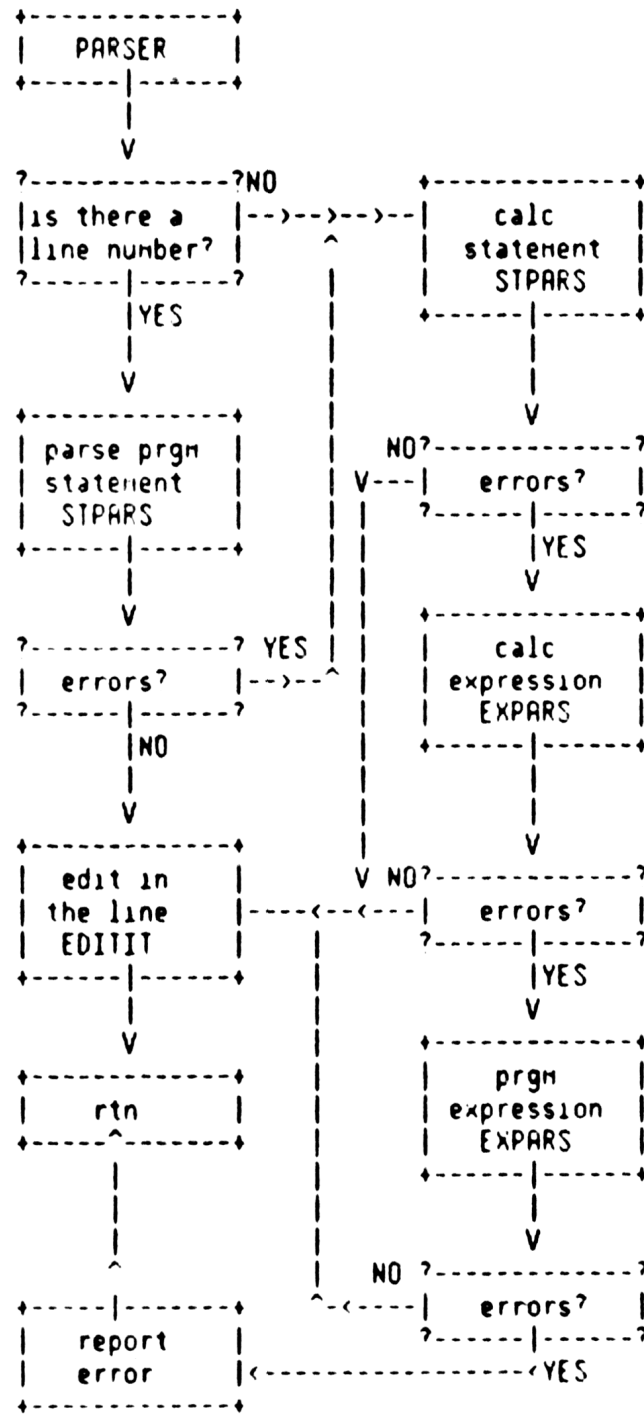 PARSER
NO
is there a
line number?
YES
calc
statement
STPARS
parse prgm
statement
STPARS
NO
errors?
YES
errors?
YES
NO
calc
expression
EXPARS
edit in
the line
EDITIT
NO
errors?
YES
rtn
prgm
expression
EXPARS
NO
errors?
YES
report
error